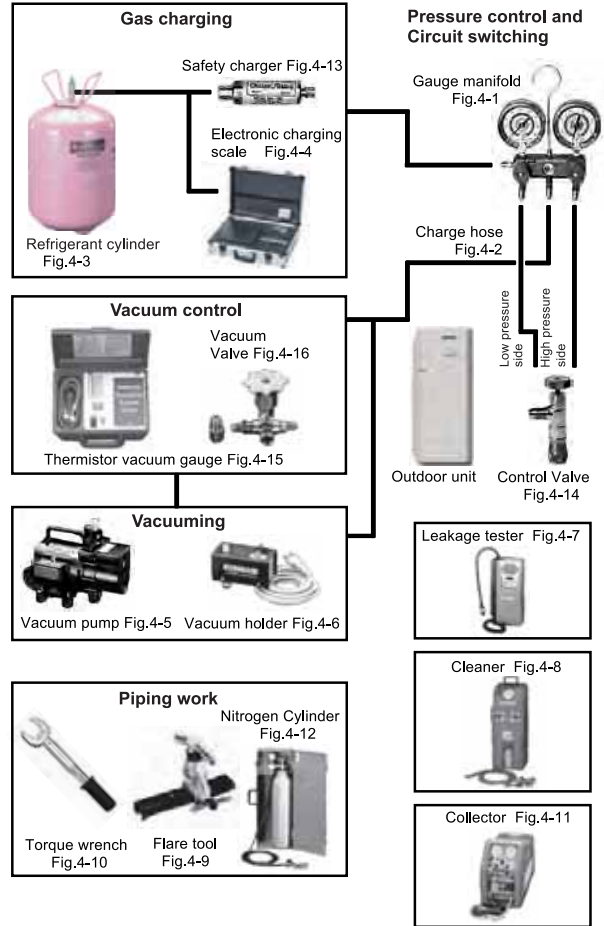 Gas charging
Safety charger Fig.4-13
Electronic charging
scale Fig.4-4
Refrigerant cylinder
Fig.4-3
Pressure control and
Circuit switching
Gauge manifold
Fig.4-1
Charge hose
Fig.4-2
Low pressure
side
High pressure
side
Vacuum control
Vacuum
Valve Fig.4-16
Thermistor vacuum gauge Fig.4-15
Outdoor unit
Control Valve
Fig.4-14
Vacuuming
Vacuum pump Fig.4-5
Vacuum holder Fig.4-6
Leakage tester Fig.4-7
Cleaner Fig.4-8
Collector Fig.4-11
Piping work
Nitrogen Cylinder
Fig.4-12
Torque wrench
Fig.4-10
Flare tool
Fig.4-9